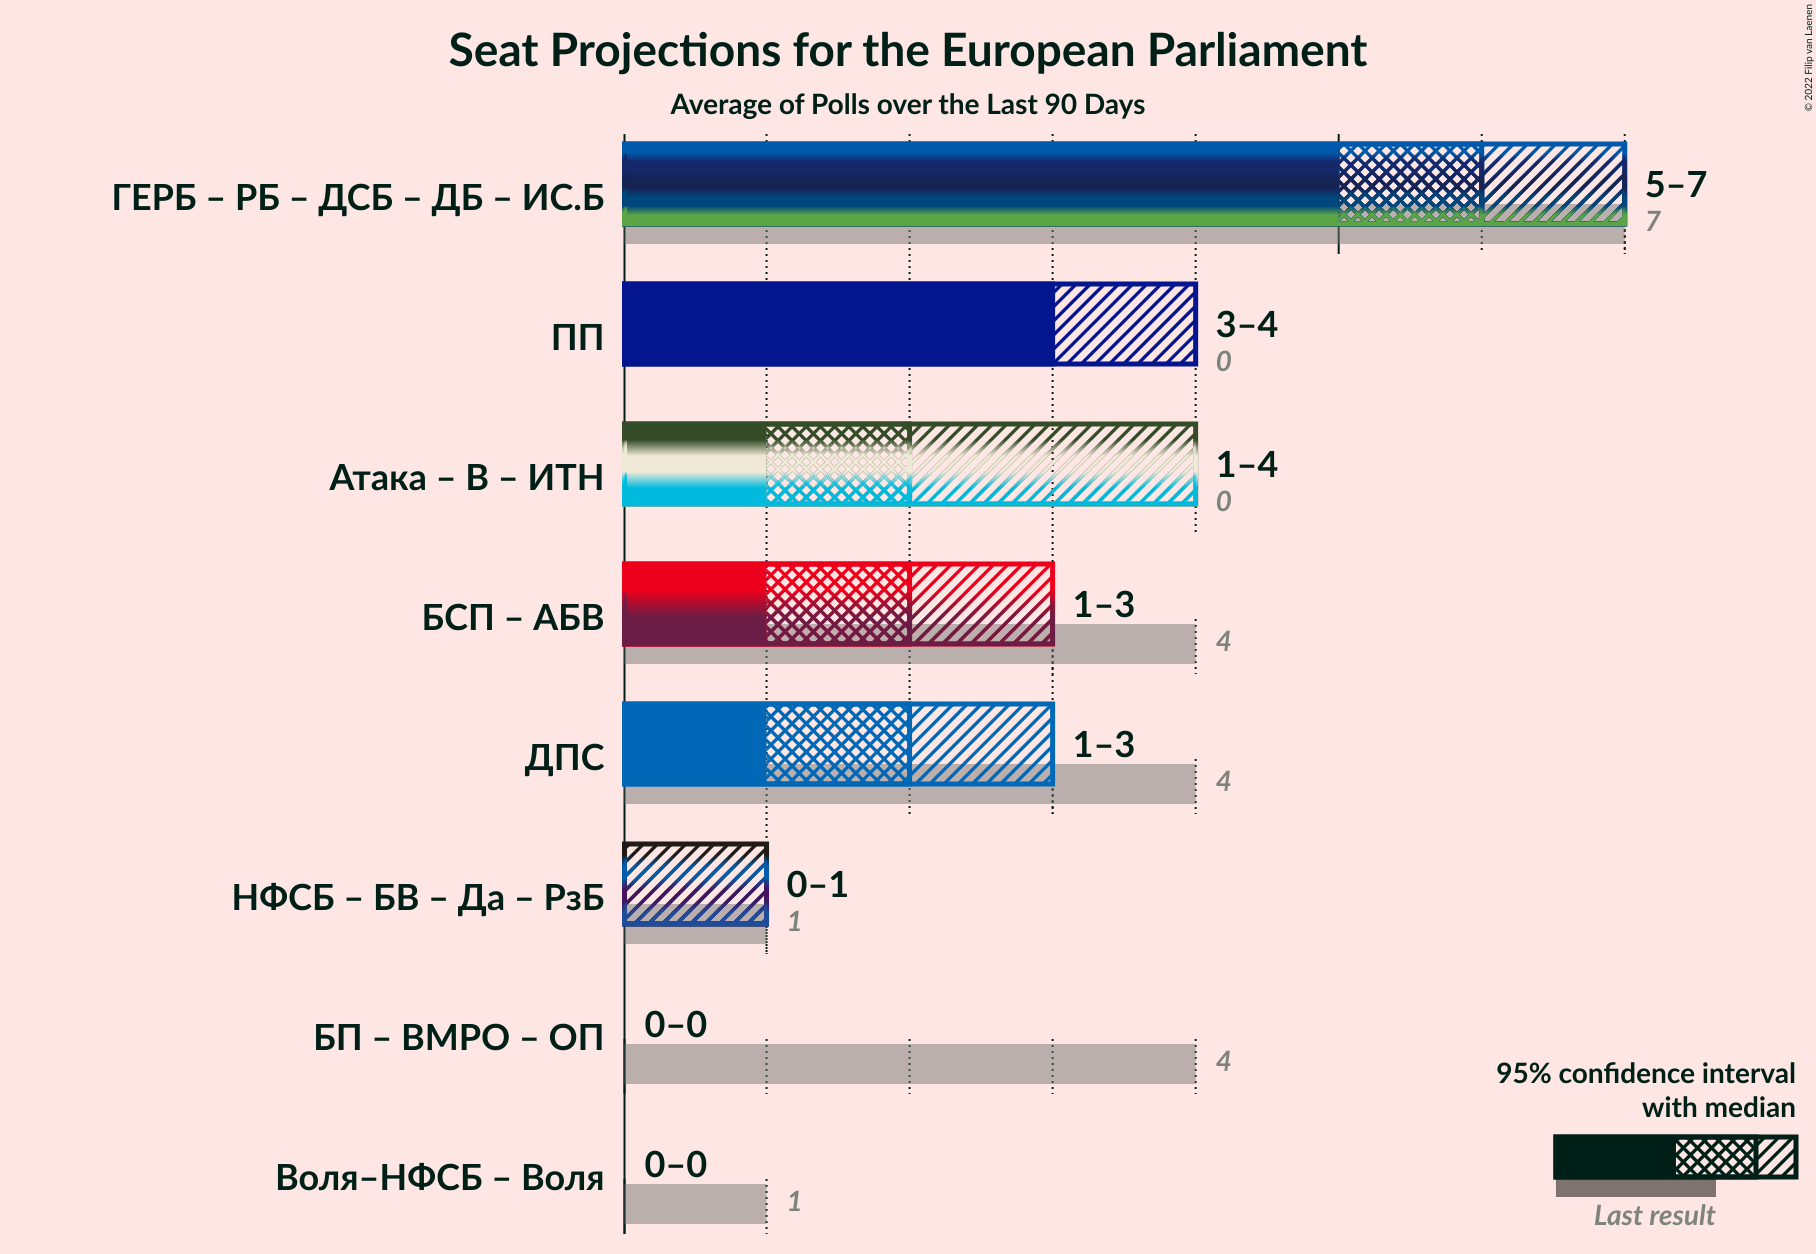 Seat Projections for the European Parliament
Average of Polls over the Last 90 Days
© 2022 Filip van Laenen
ГЕРБ – РБ – ДСБ – ДБ – ИС.Б
5–7
7
ПП
3–4
0
Атака – В – ИТН
1–4
0
БСП – АБВ
1–3
4
ДПС
1–3
4
НФСБ – БВ – Да – РзБ
0–1
1
БП – ВМРО – ОП
0–0
4
Воля–НФСБ – Воля
0–0
1
95% confidence interval
with median
Last result